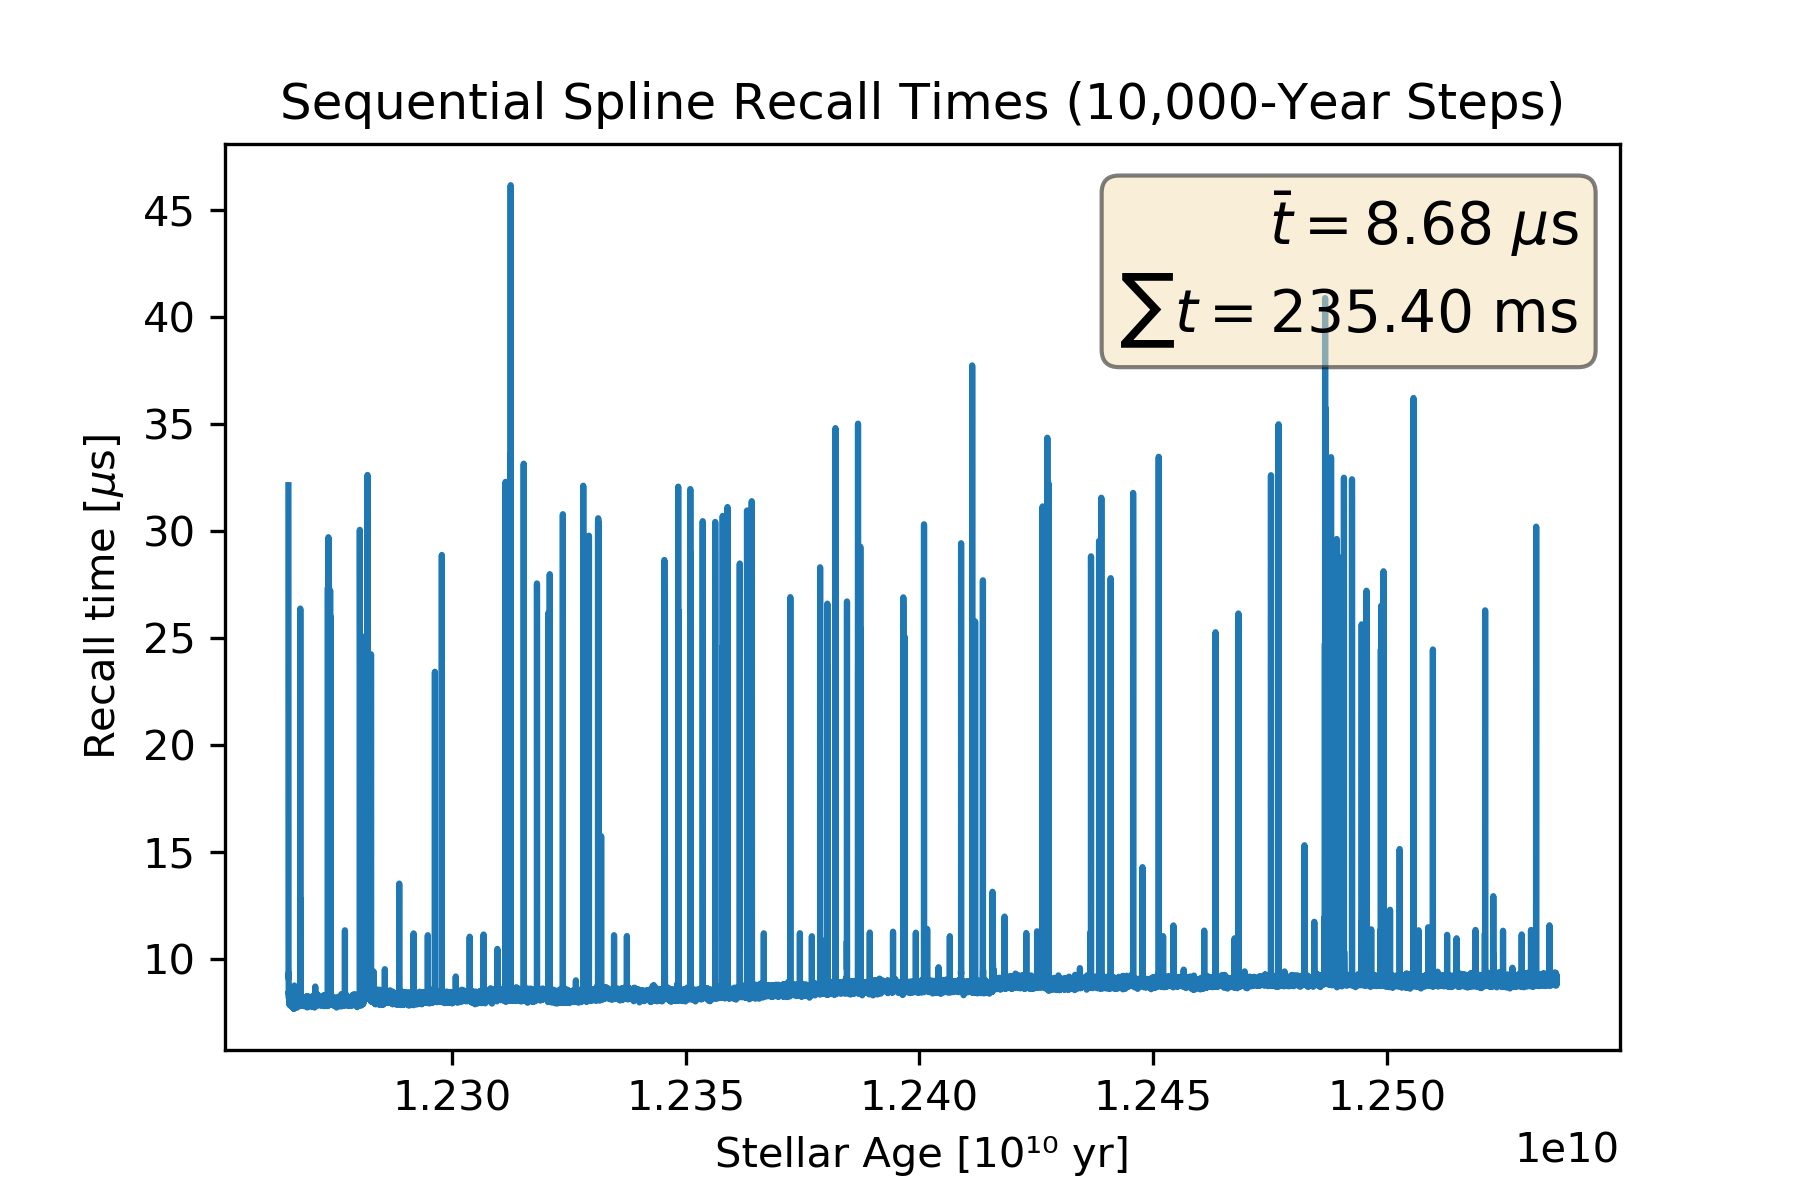 Sequential Spline Recall Times (10,000-Year Steps)
t̄ = 8.68 μs
∑ t = 235.40 ms
Recall time [μs]
45
40
35
30
25
20
15
10
1.230 1.235 1.240 1.245 1.250
Stellar Age [10¹⁰ yr]
1e10